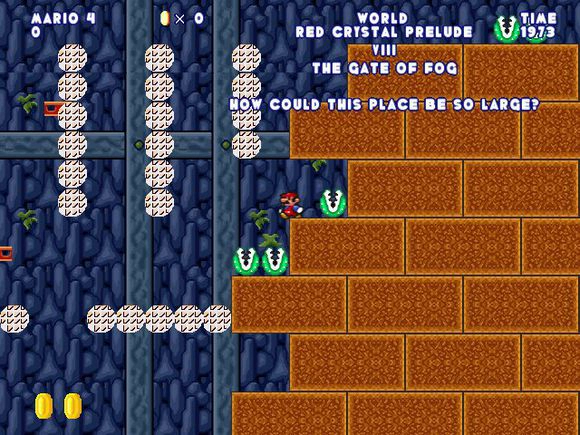 MARIO 4
0
× 0
WORLD
RED CRYSTAL PRELUDE
VIII
THE GATE OF FOG
TIME
1973
HOW COULD THIS PLACE BE SO LARGE?